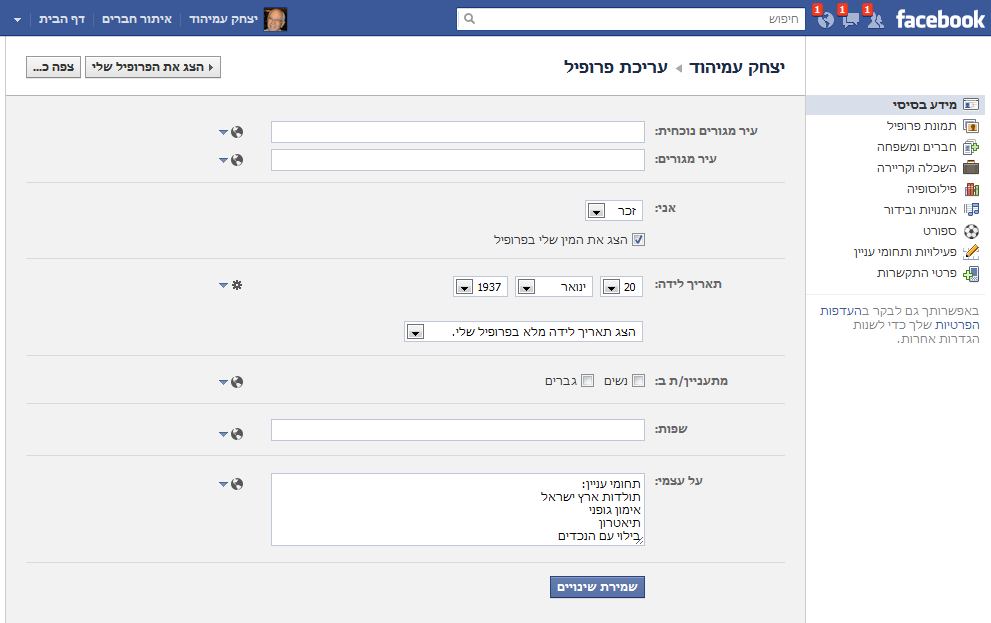 facebook
1
1
1
חיפוש
יצחק עמיהוד
איתור חברים
דף הבית
יצחק עמיהוד ◂ עריכת פרופיל
הצג את הפרופיל שלי
צפה כ...
מידע בסיסי
תמונת פרופיל
חברים ומשפחה
השכלה וקריירה
פילוסופיה
אמנויות ובידור
ספורט
פעילויות ותחומי עניין
פרטי התקשרות
באפשרותך גם לבקר בהעדפות
הפרטיות שלך כדי לשנות
הגדרות אחרות.
עיר מגורים נוכחית:
עיר מגורים:
אני: זכר
הצג את המין שלי בפרופיל
תאריך לידה: 20 ינואר 1937
הצג תאריך לידה מלא בפרופיל שלי.
מתעניין/ת ב: נשים גברים
שפות:
על עצמי:
תחומי עניין:
תולדות ארץ ישראל
אימון גופני
תיאטרון
בילוי עם הנכדים
שמירת שינויים